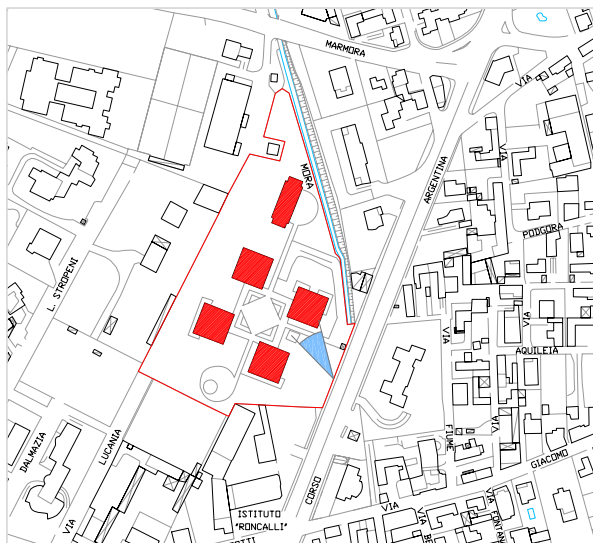 MARMORA
VIA
MORA
ARGENTINA
VIA
PODGORA
L. STROPENI
VIA
VIA
AQUILEIA
DALMAZIA
LUCANIA
FIUME
VIA
GIACOMO
CORSO
VIA
VIA
ISTITUTO
"RONCALLI"
VIA
VIA